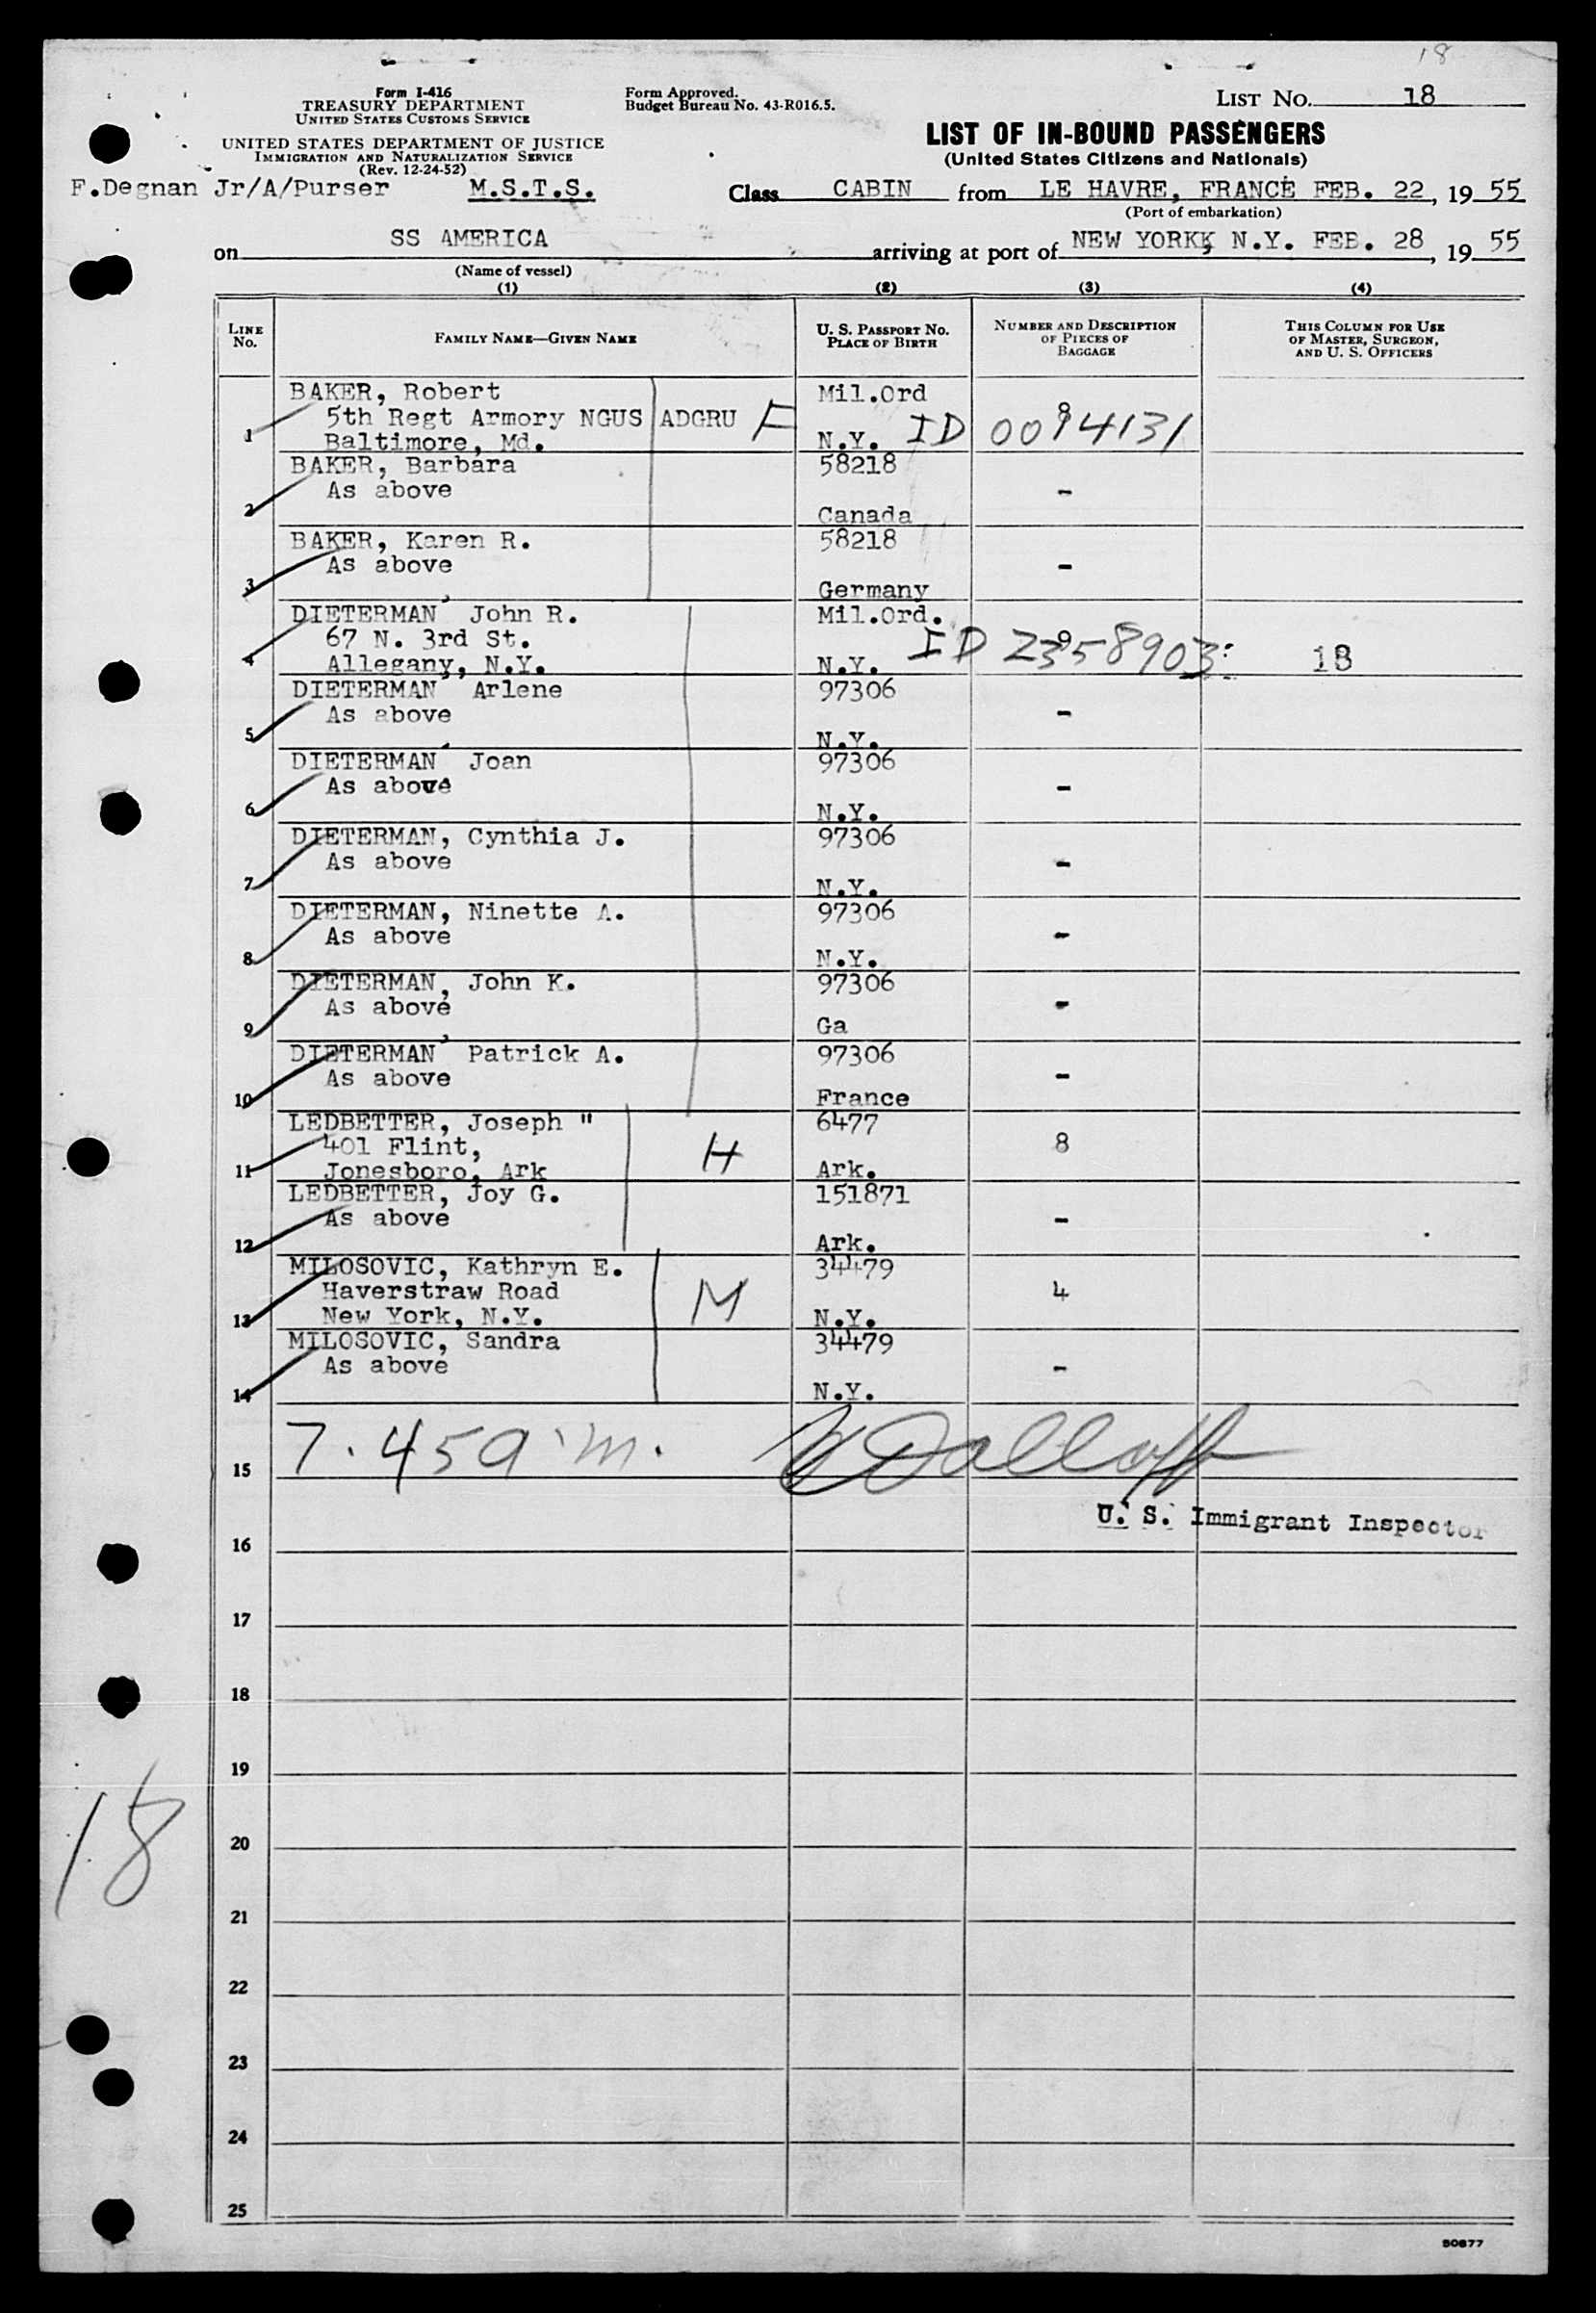 18
Form I-416
TREASURY DEPARTMENT
UNITED STATES CUSTOMS SERVICE
UNITED STATES DEPARTMENT OF JUSTICE
IMMIGRATION AND NATURALIZATION SERVICE
(Rev. 12-24-52)
Form Approved.
Budget Bureau No. 43-R016.5.
LIST NO. 18
LIST OF IN-BOUND PASSENGERS
(United States Citizens and Nationals)
F.Degnan Jr/A/Purser M.S.T.S.
Class CABIN from LE HAVRE, FRANCE FEB. 22, 19 55
(Port of embarkation)
on SS AMERICA arriving at port of NEW YORKK, N.Y. FEB. 28, 19 55
(Name of vessel)
(1) (2) (3) (4)
LINE NO. FAMILY NAME—GIVEN NAME U. S. PASSPORT NO. PLACE OF BIRTH NUMBER AND DESCRIPTION OF PIECES OF BAGGAGE THIS COLUMN FOR USE OF MASTER, SURGEON, AND U. S. OFFICERS
BAKER, Robert Mil.Ord
5th Regt Armory NGUS ADGRU F
1 Baltimore, Md. N.Y. ID 0094131
BAKER, Barbara 58218
As above -
2 Canada
BAKER, Karen R. 58218
As above -
3 Germany
DIETERMAN, John R. Mil.Ord.
67 N. 3rd St. 9
4 Allegany, N.Y. N.Y. ID 2358903 18
DIETERMAN, Arlene 97306
As above -
5 N.Y.
DIETERMAN, Joan 97306
As above -
6 N.Y.
DIETERMAN, Cynthia J. 97306
As above -
7 N.Y.
DIETERMAN, Ninette A. 97306
As above -
8 N.Y.
DIETERMAN, John K. 97306
As above -
9 Ga
DIETERMAN, Patrick A. 97306
As above -
10 France
LEDBETTER, Joseph " 6477
401 Flint, H 8
11 Jonesboro, Ark Ark.
LEDBETTER, Joy G. 151871
As above -
12 Ark.
MILOSOVIC, Kathryn E. 34479
Haverstraw Road M 4
13 New York, N.Y. N.Y.
MILOSOVIC, Sandra 34479
As above -
14 N.Y.
15 7.45a.m.
U. S. Immigrant Inspector
16
17
18
19
18
20
21
22
23
24
25
50877